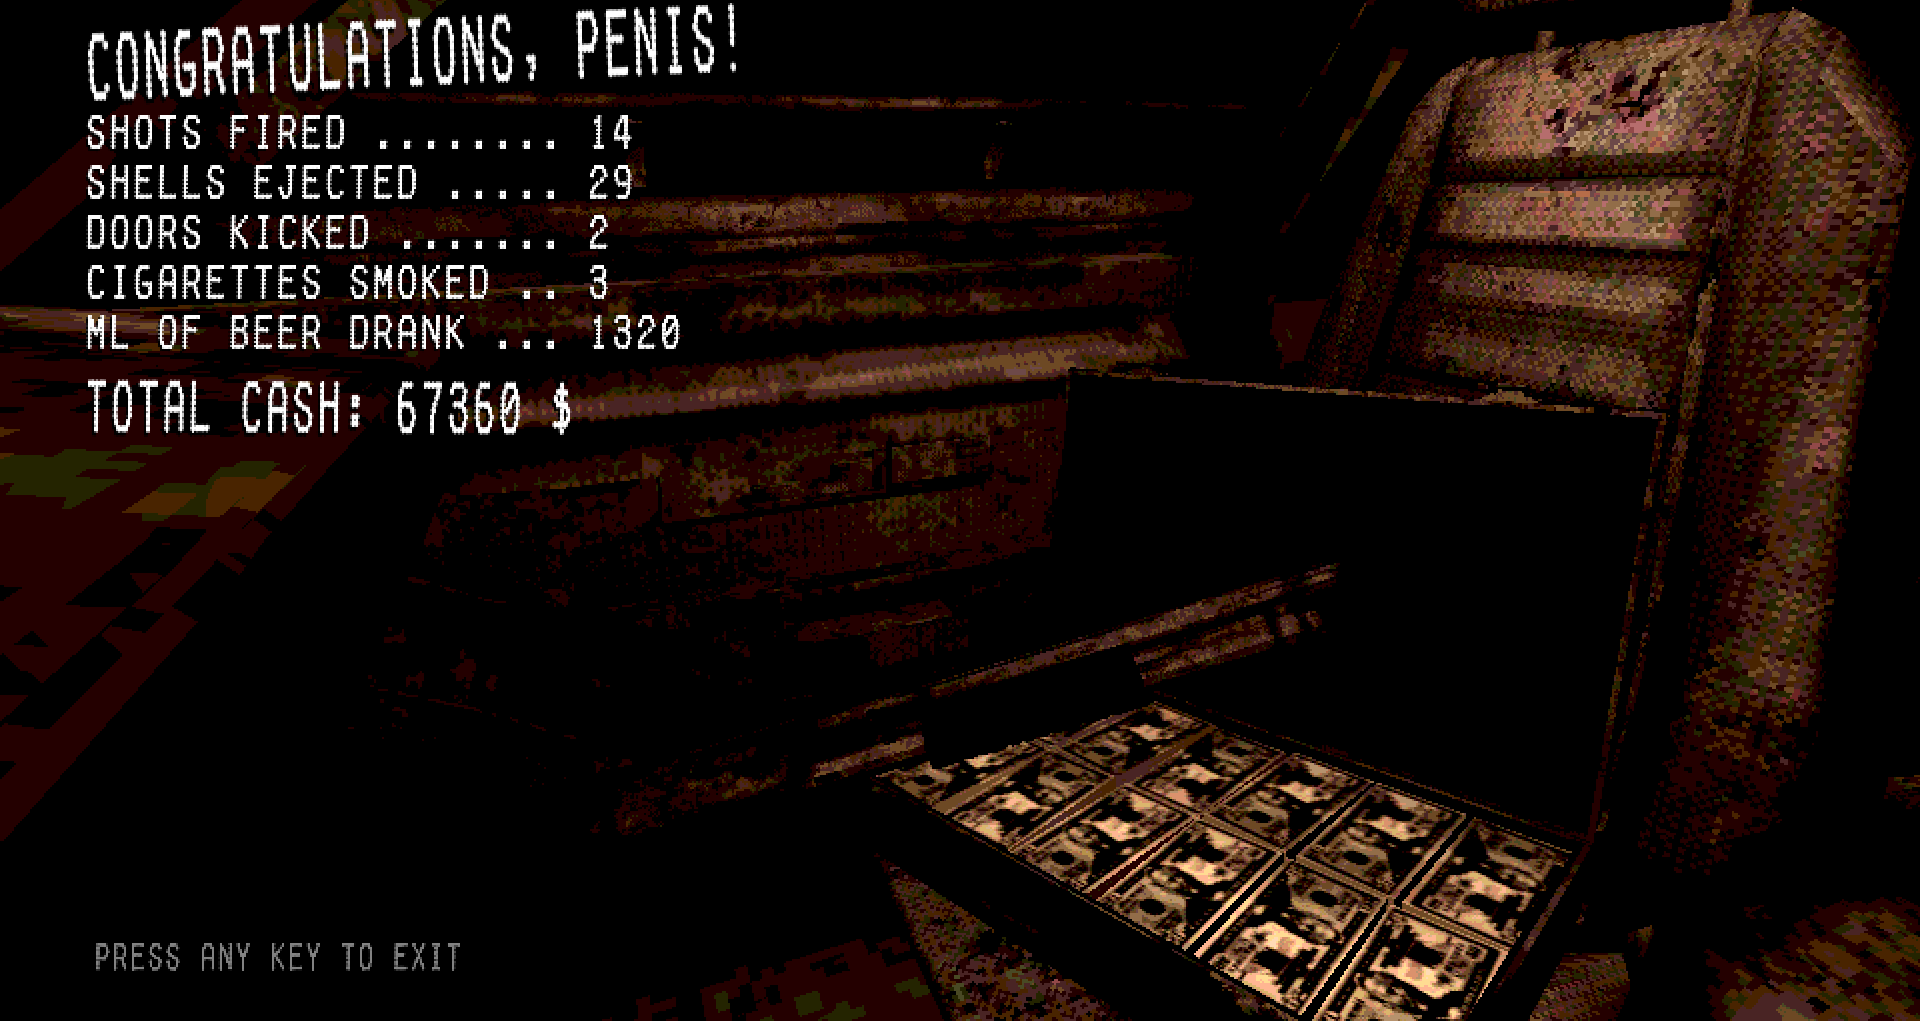 CONGRATULATIONS, PENIS!
SHOTS FIRED ........ 14
SHELLS EJECTED ..... 29
DOORS KICKED ....... 2
CIGARETTES SMOKED .. 3
ML OF BEER DRANK ... 1320
TOTAL CASH: 67360 $
PRESS ANY KEY TO EXIT